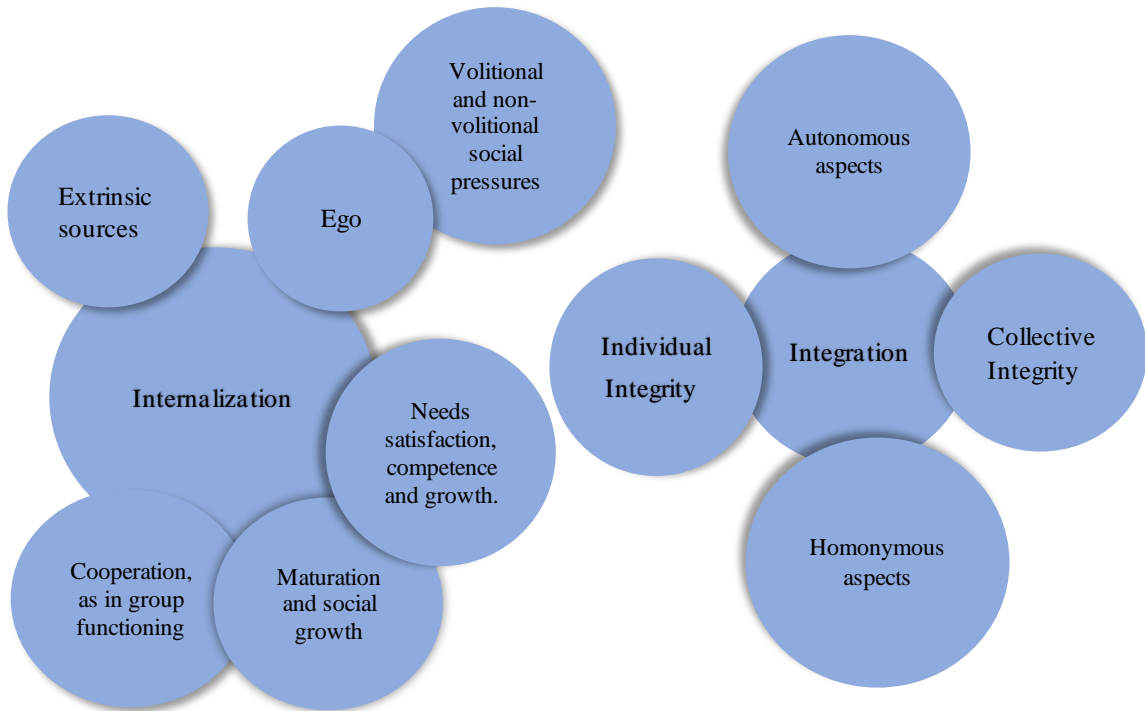 Volitional
and non-
volitional
social
pressures
Extrinsic
sources
Ego
Internalization
Needs
satisfaction,
competence
and growth.
Cooperation,
as in group
functioning
Maturation
and social
growth
Autonomous
aspects
Individual
Integrity
Integration
Collective
Integrity
Homonymous
aspects